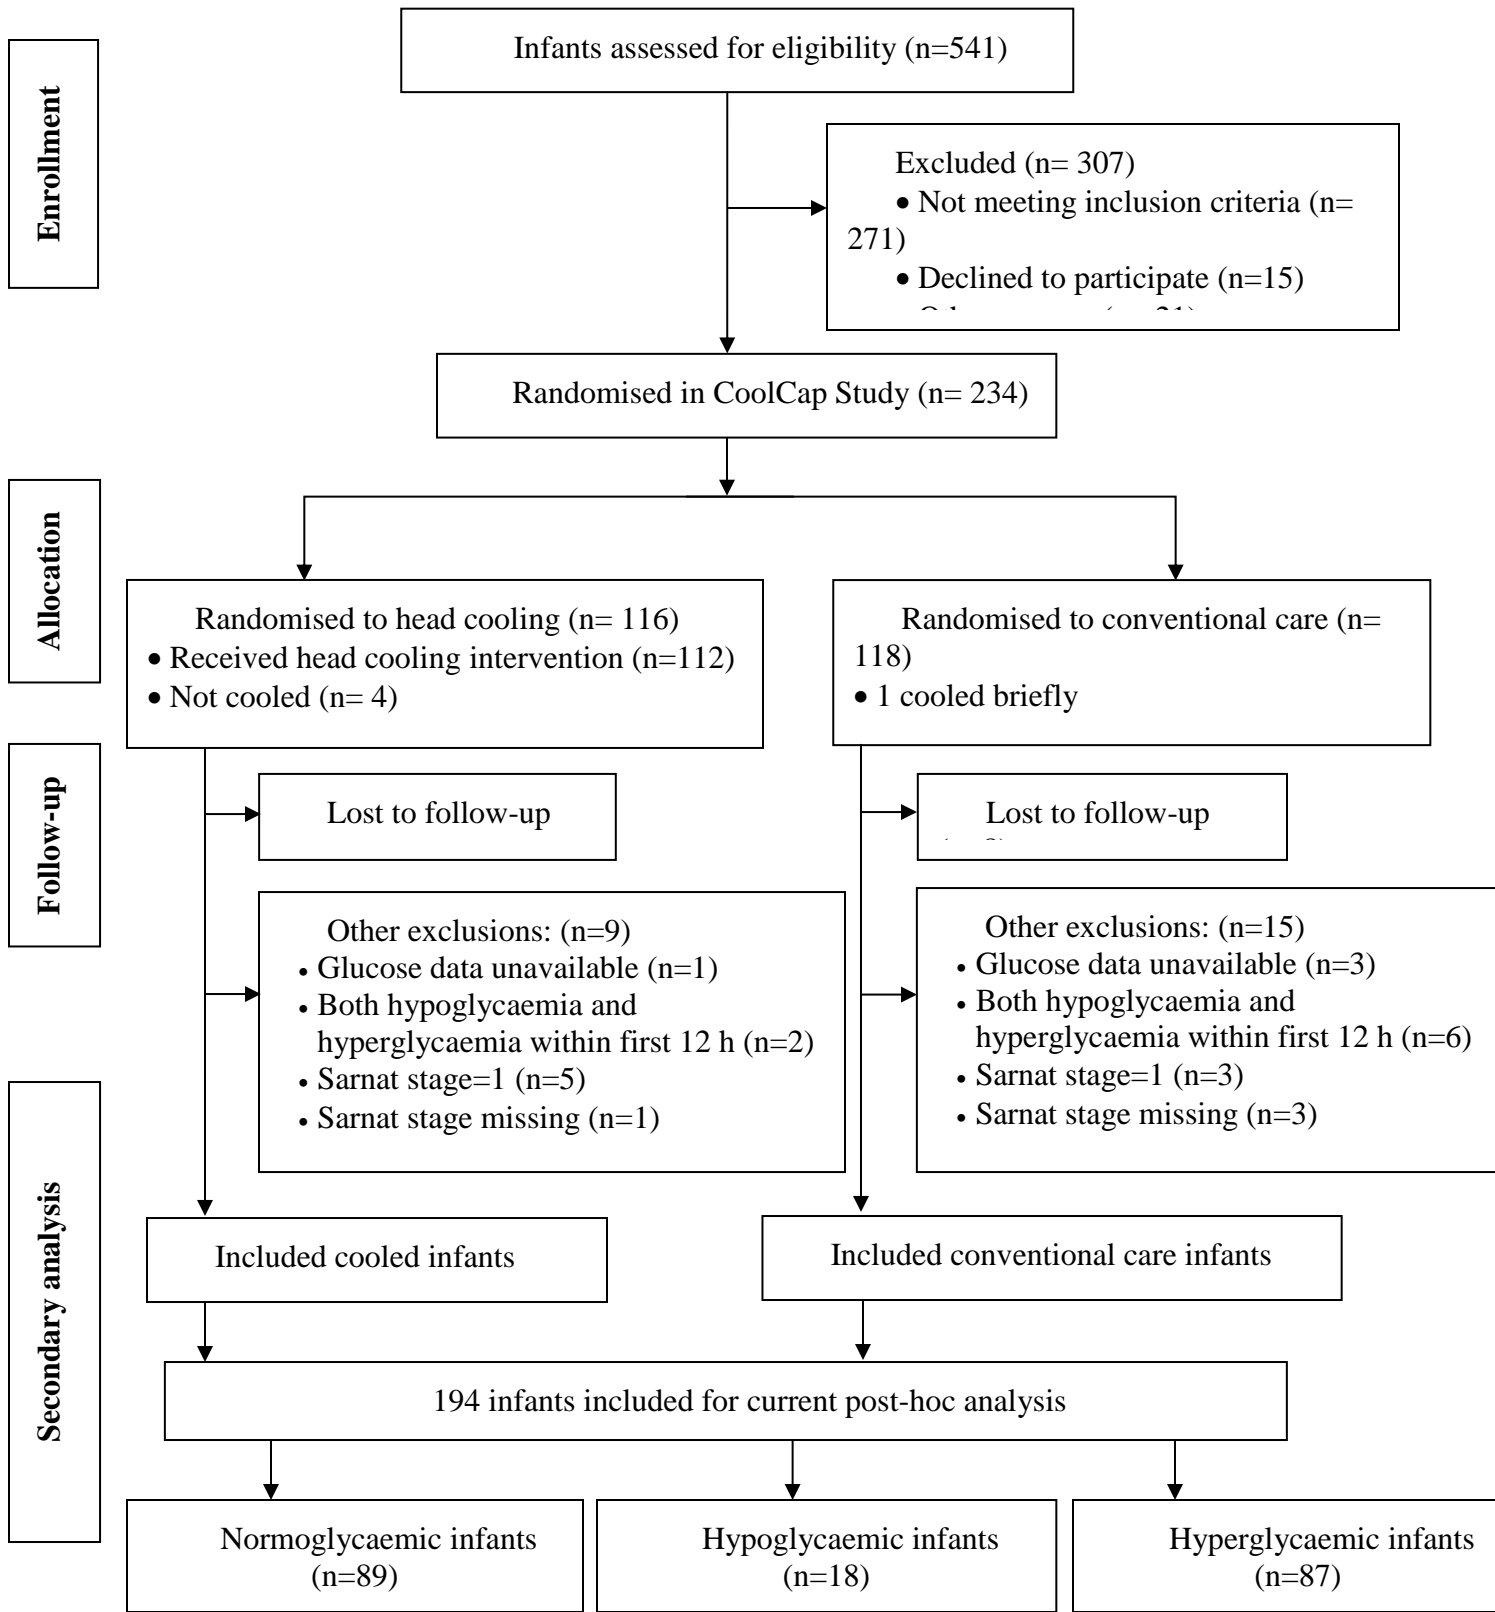 Infants assessed for eligibility (n=541)
Enrollment
Excluded (n= 307)
• Not meeting inclusion criteria (n=
271)
• Declined to participate (n=15)
Randomised in CoolCap Study (n= 234)
Allocation
Randomised to head cooling (n= 116)
• Received head cooling intervention (n=112)
• Not cooled (n= 4)
Randomised to conventional care (n=
118)
• 1 cooled briefly
Follow-up
Lost to follow-up
Lost to follow-up
Other exclusions: (n=9)
• Glucose data unavailable (n=1)
• Both hypoglycaemia and
hyperglycaemia within first 12 h (n=2)
• Sarnat stage=1 (n=5)
• Sarnat stage missing (n=1)
Other exclusions: (n=15)
• Glucose data unavailable (n=3)
• Both hypoglycaemia and
hyperglycaemia within first 12 h (n=6)
• Sarnat stage=1 (n=3)
• Sarnat stage missing (n=3)
Secondary analysis
Included cooled infants
Included conventional care infants
194 infants included for current post-hoc analysis
Normoglycaemic infants
(n=89)
Hypoglycaemic infants
(n=18)
Hyperglycaemic infants
(n=87)